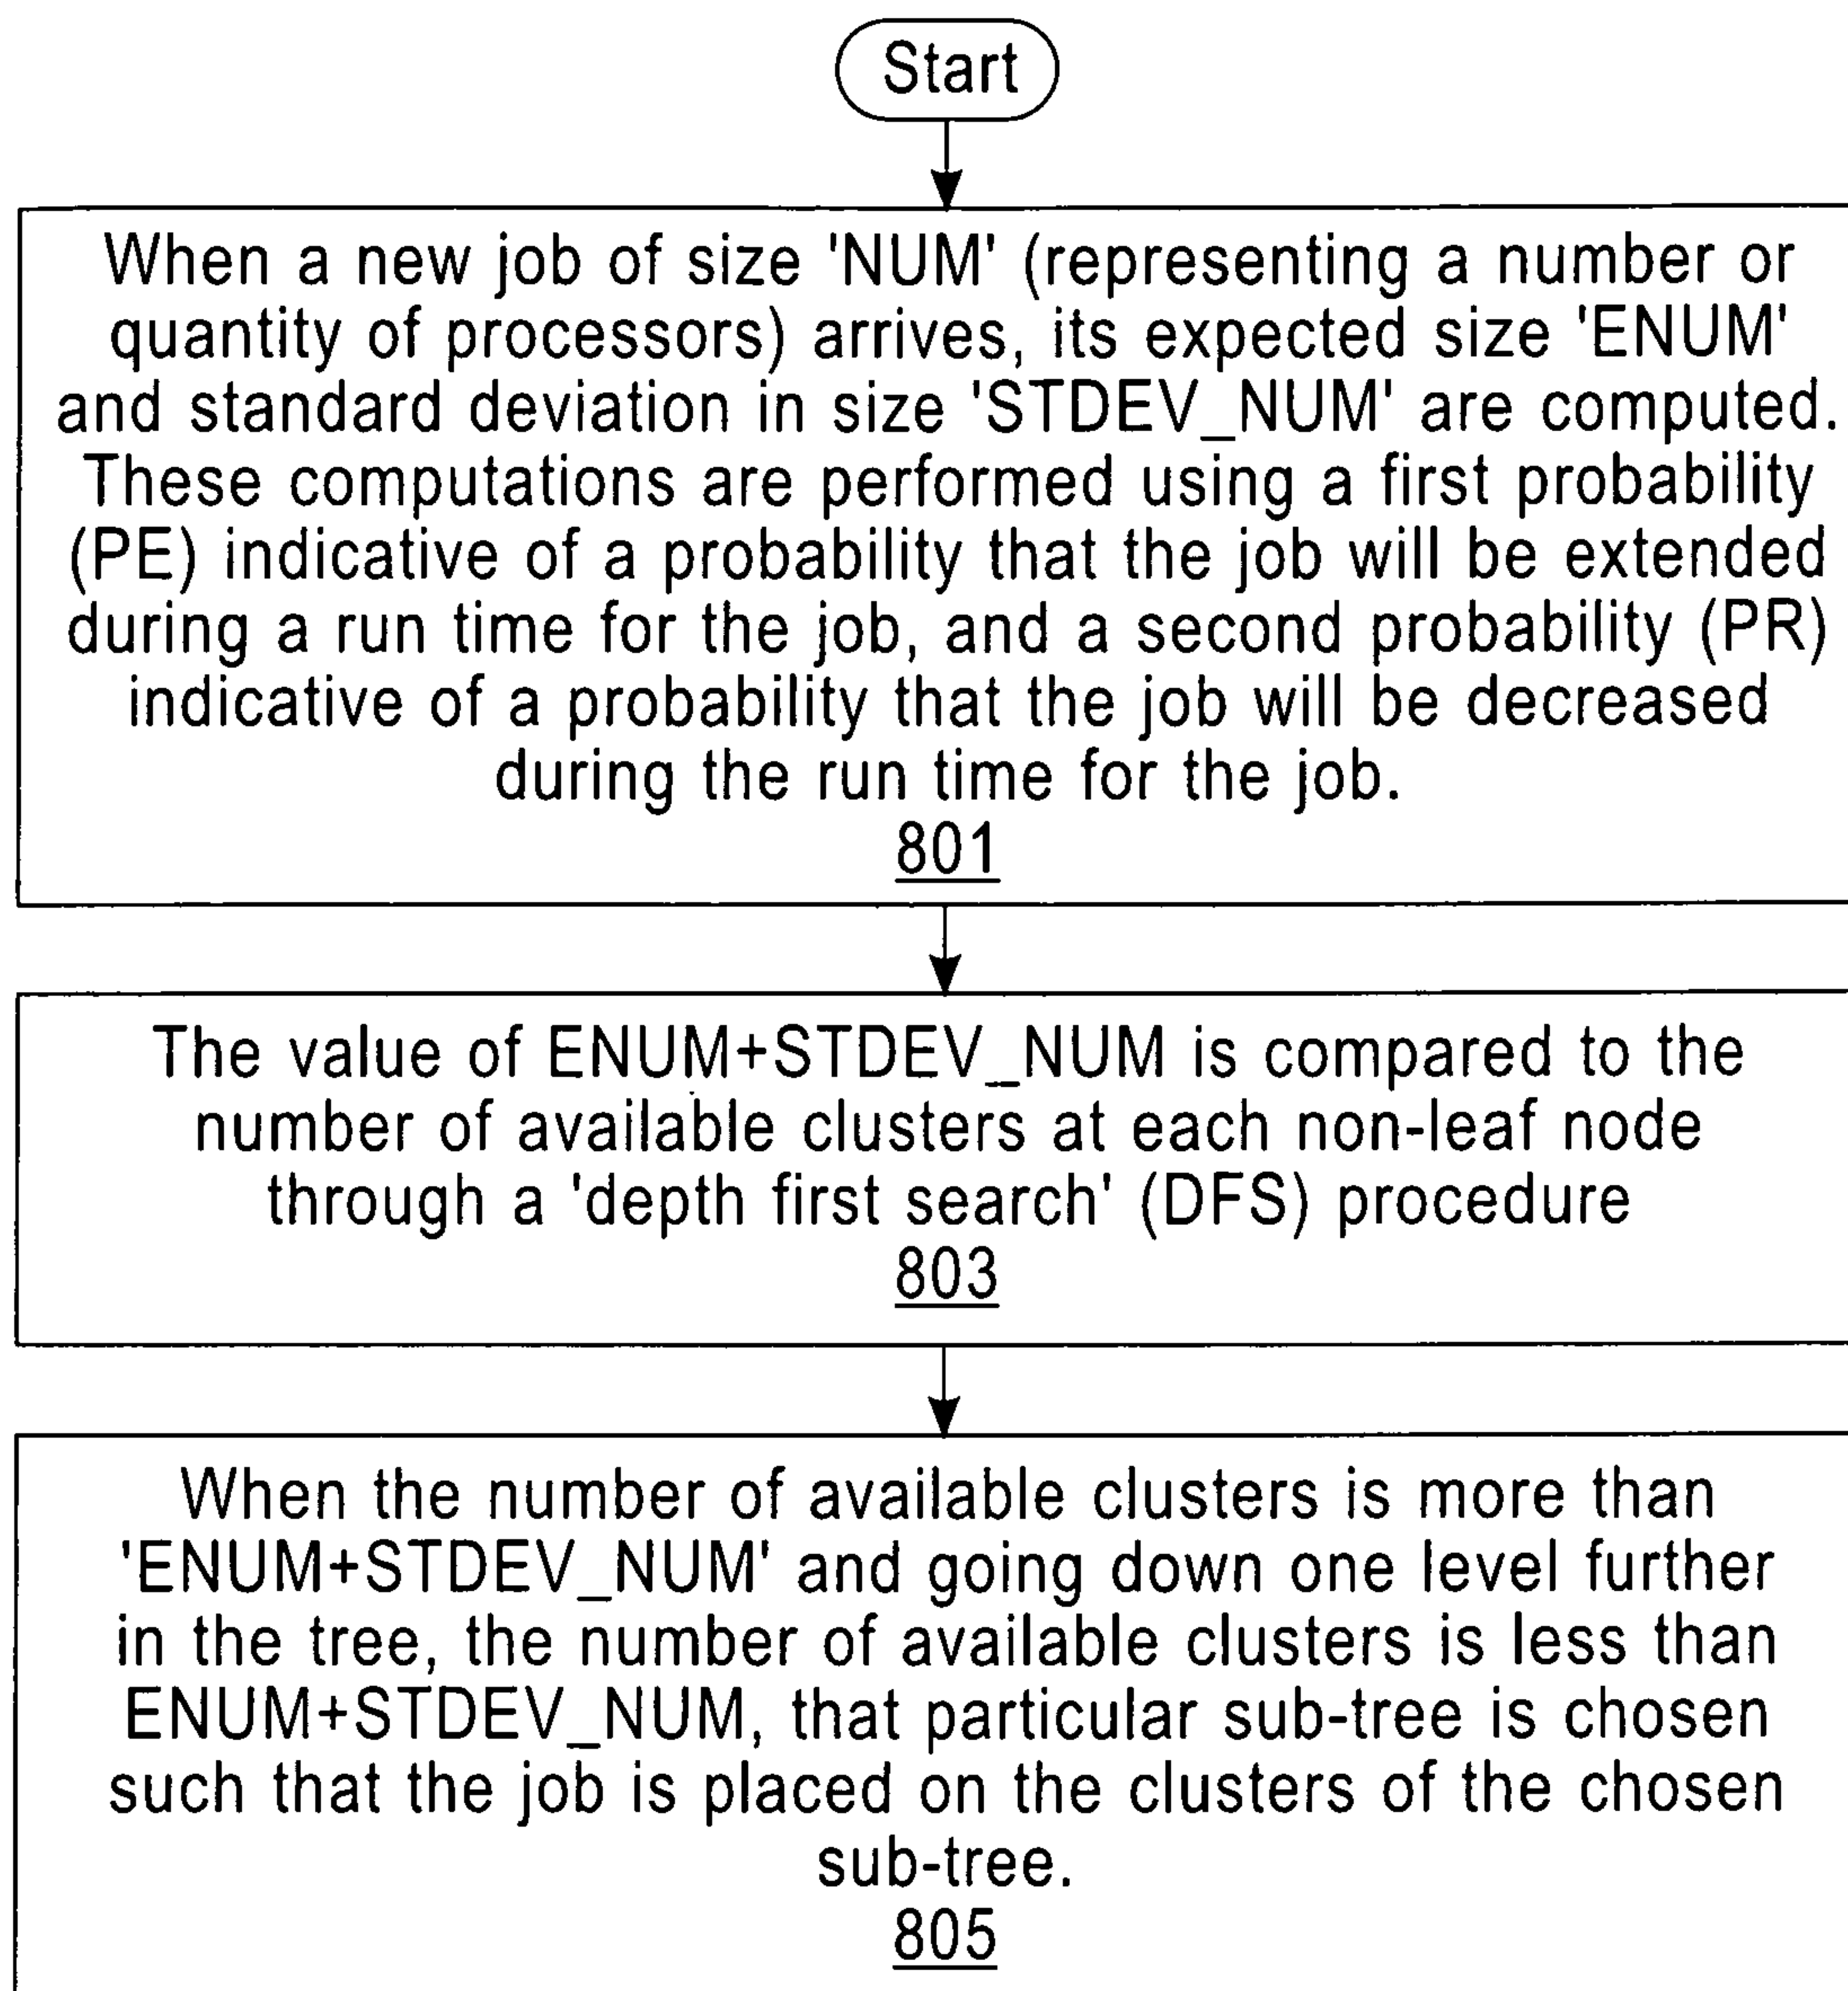 Start
When a new job of size 'NUM' (representing a number or
quantity of processors) arrives, its expected size 'ENUM'
and standard deviation in size 'STDEV_NUM' are computed.
These computations are performed using a first probability
(PE) indicative of a probability that the job will be extended
during a run time for the job, and a second probability (PR)
indicative of a probability that the job will be decreased
during the run time for the job.
801
The value of ENUM+STDEV_NUM is compared to the
number of available clusters at each non-leaf node
through a 'depth first search' (DFS) procedure
803
When the number of available clusters is more than
'ENUM+STDEV_NUM' and going down one level further
in the tree, the number of available clusters is less than
ENUM+STDEV_NUM, that particular sub-tree is chosen
such that the job is placed on the clusters of the chosen
sub-tree.
805